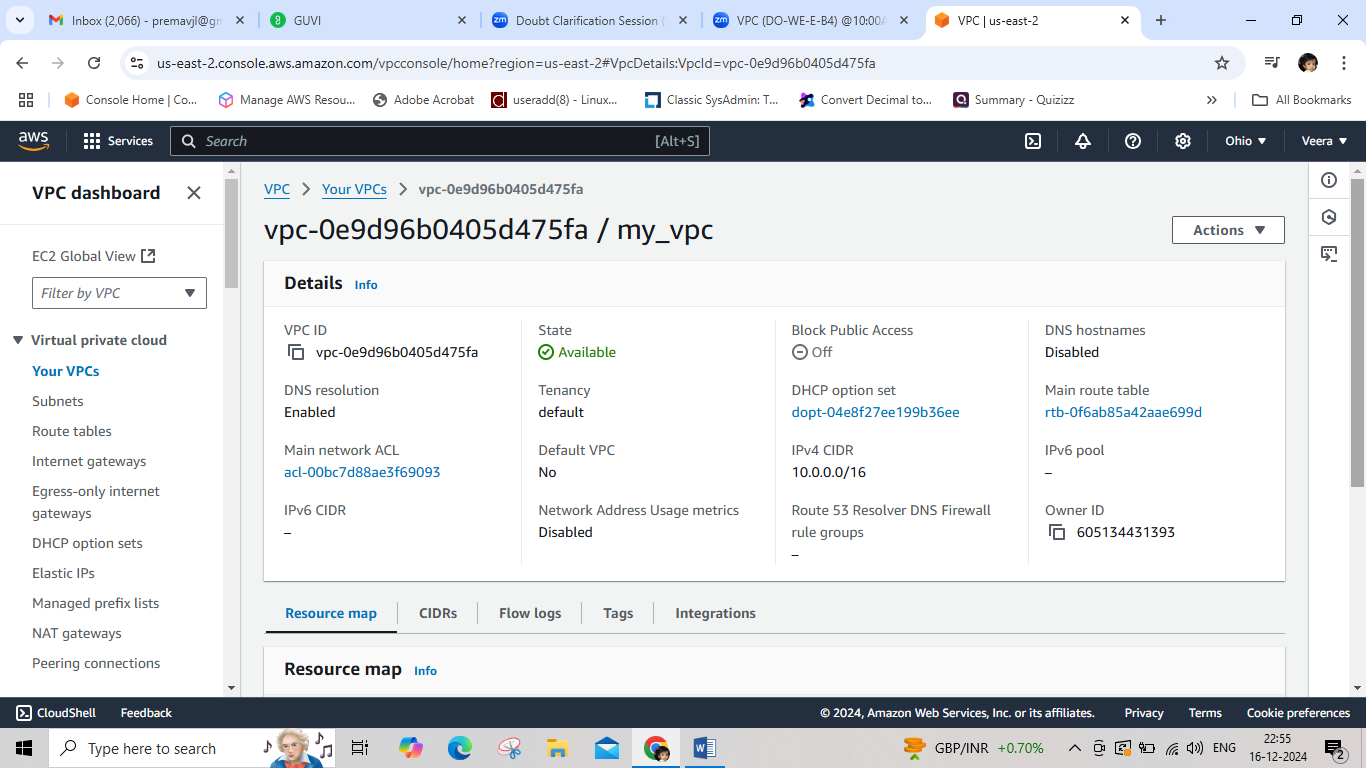 Inbox (2,066) - premavjl@gm
GUVI
Doubt Clarification Session (
VPC (DO-WE-E-B4) @10:00A
VPC | us-east-2
us-east-2.console.aws.amazon.com/vpcconsole/home?region=us-east-2#VpcDetails:VpcId=vpc-0e9d96b0405d475fa
Console Home | Co...
Manage AWS Resou...
Adobe Acrobat
useradd(8) - Linux...
Classic SysAdmin: T...
Convert Decimal to...
Summary - Quizizz
All Bookmarks
aws
Services
Search
[Alt+S]
Ohio
Veera
VPC dashboard
EC2 Global View
Filter by VPC
Virtual private cloud
Your VPCs
Subnets
Route tables
Internet gateways
Egress-only internet
gateways
DHCP option sets
Elastic IPs
Managed prefix lists
NAT gateways
Peering connections
VPC
Your VPCs
vpc-0e9d96b0405d475fa
vpc-0e9d96b0405d475fa / my_vpc
Actions
Details
Info
VPC ID
vpc-0e9d96b0405d475fa
State
Available
Block Public Access
Off
DNS hostnames
Disabled
DNS resolution
Enabled
Tenancy
default
DHCP option set
dopt-04e8f27ee199b36ee
Main route table
rtb-0f6ab85a42aae699d
Main network ACL
acl-00bc7d88ae3f69093
Default VPC
No
IPv4 CIDR
10.0.0.0/16
IPv6 pool
–
IPv6 CIDR
–
Network Address Usage metrics
Disabled
Route 53 Resolver DNS Firewall
rule groups
–
Owner ID
605134431393
Resource map
CIDRs
Flow logs
Tags
Integrations
Resource map
Info
CloudShell
Feedback
© 2024, Amazon Web Services, Inc. or its affiliates.
Privacy
Terms
Cookie preferences
Type here to search
GBP/INR +0.70%
ENG
22:55
16-12-2024
2